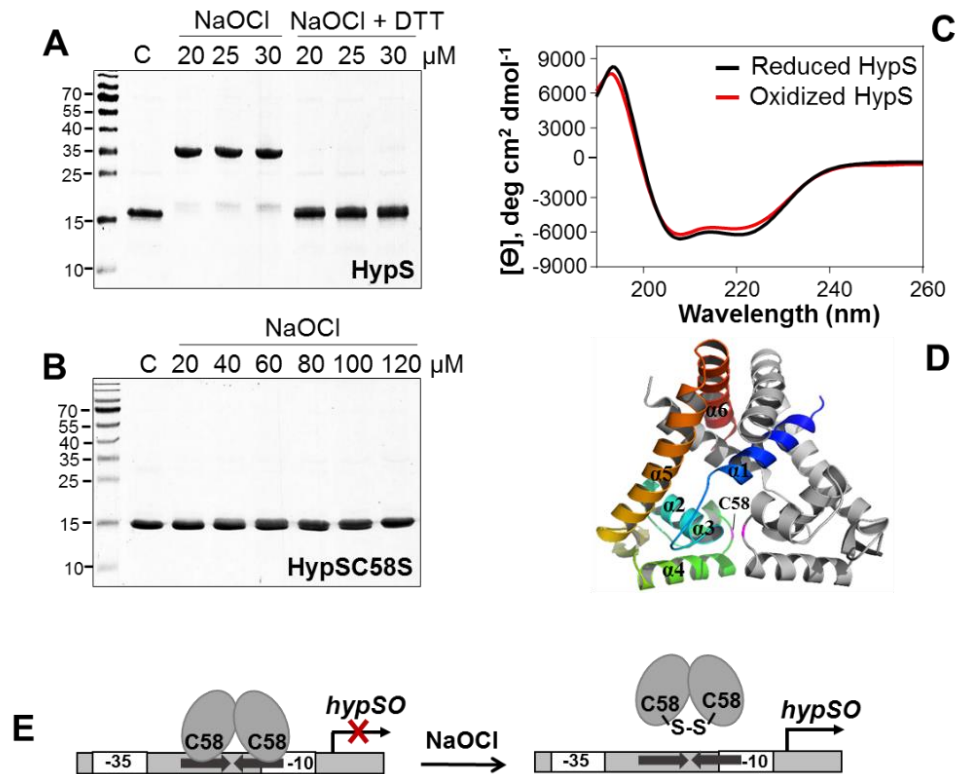 A
NaOCl NaOCl + DTT
C 20 25 30 20 25 30 µM
70
55
40
35
25
15
10
HypS
B
NaOCl
C 20 40 60 80 100 120 µM
70
55
40
35
25
15
10
HypSC58S
C
[Θ], deg cm² dmol⁻¹
9000
6000
3000
0
-3000
-6000
-9000
Reduced HypS
Oxidized HypS
200 220 240 260
Wavelength (nm)
D
α6
α1
α5
α2
C58
α3
α4
E
C58 C58
hypSO
-35 -10
NaOCl
C58 C58
S-S
hypSO
-35 -10